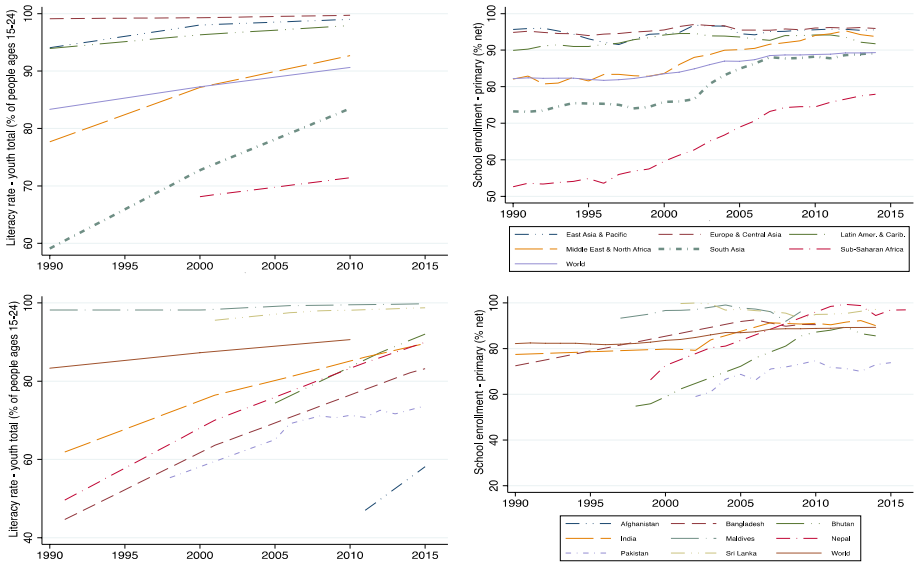 Literacy rate - youth total (% of people ages 15-24)
100
90
80
70
60
1990 1995 2000 2005 2010 2015
School enrollment - primary (% net)
100
90
80
70
60
50
1990 1995 2000 2005 2010 2015
East Asia & Pacific Europe & Central Asia Latin Amer. & Carib.
Middle East & North Africa South Asia Sub-Saharan Africa
World
Literacy rate - youth total (% of people ages 15-24)
100
80
60
40
1990 1995 2000 2005 2010 2015
School enrollment - primary (% net)
100
80
60
40
20
1990 1995 2000 2005 2010 2015
Afghanistan Bangladesh Bhutan
India Maldives Nepal
Pakistan Sri Lanka World